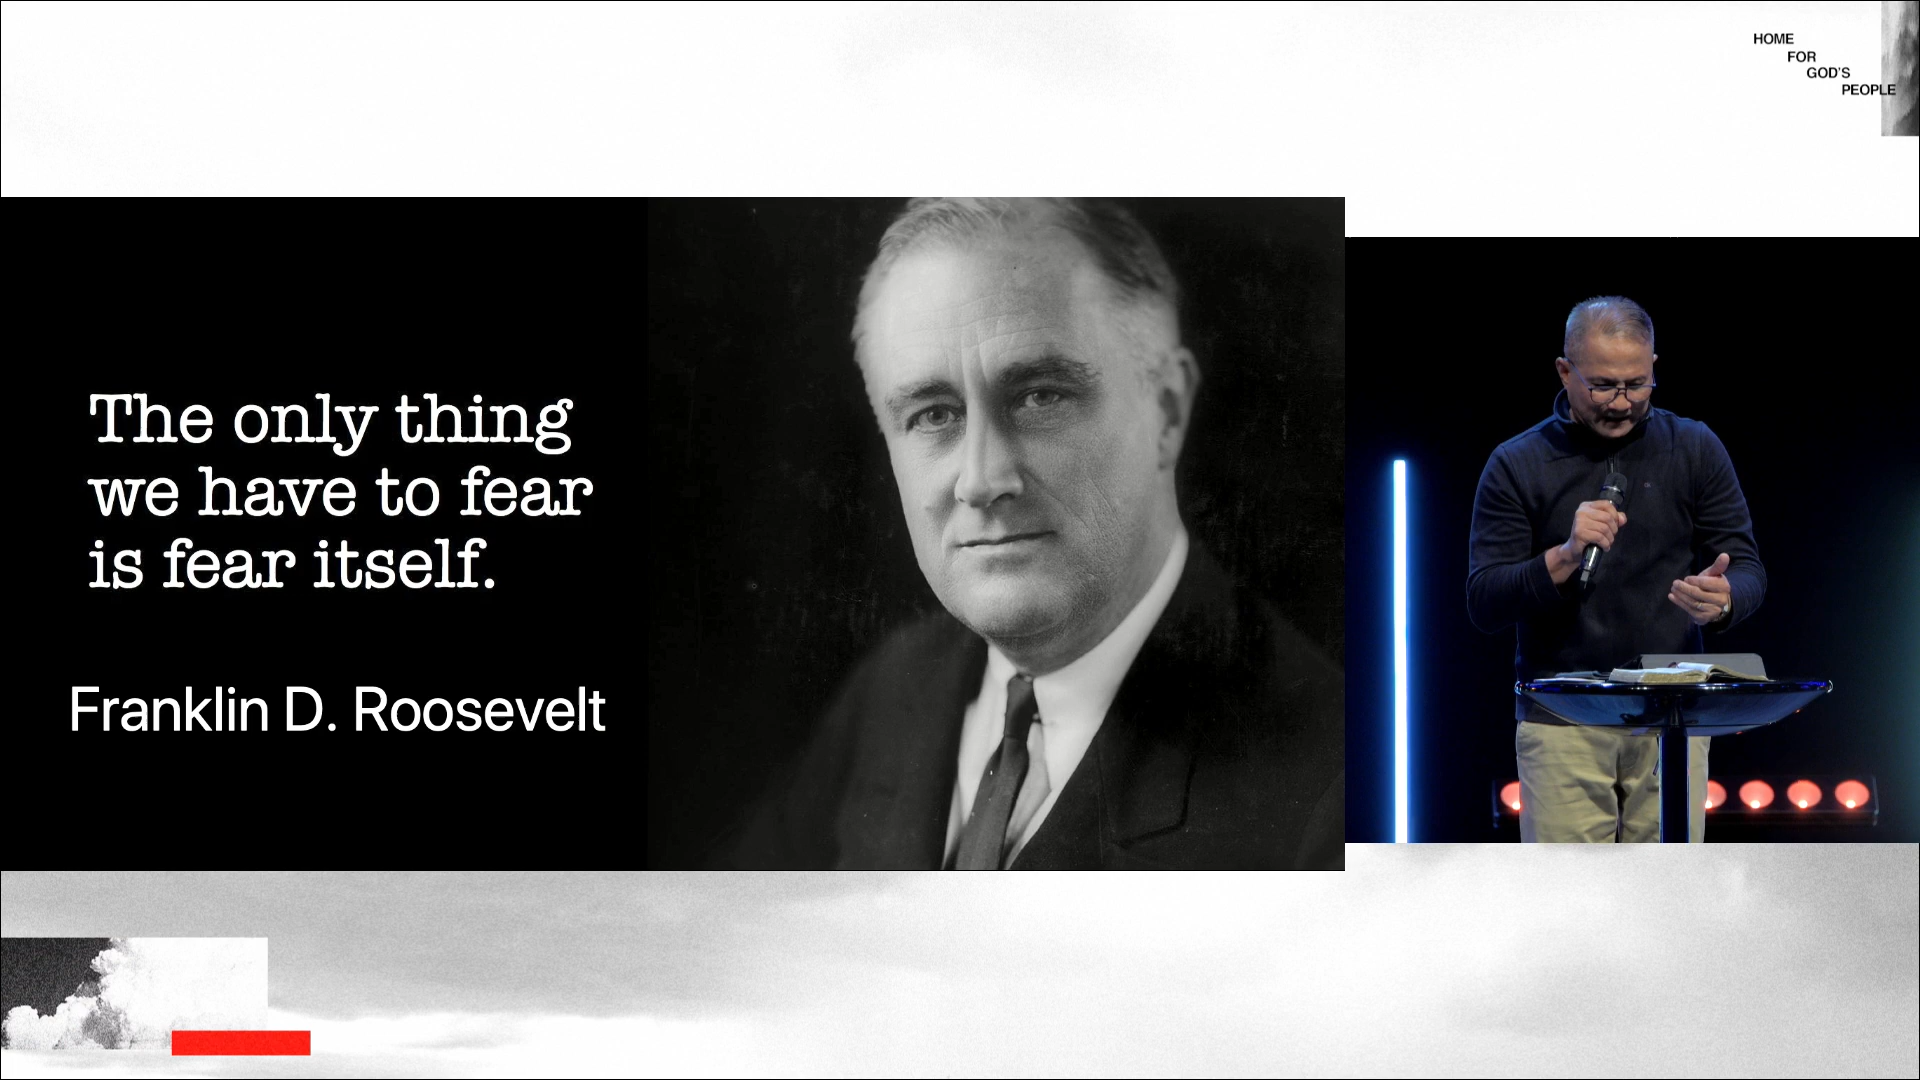 HOME
FOR
GOD'S
PEOPLE
The only thing
we have to fear
is fear itself.
Franklin D. Roosevelt